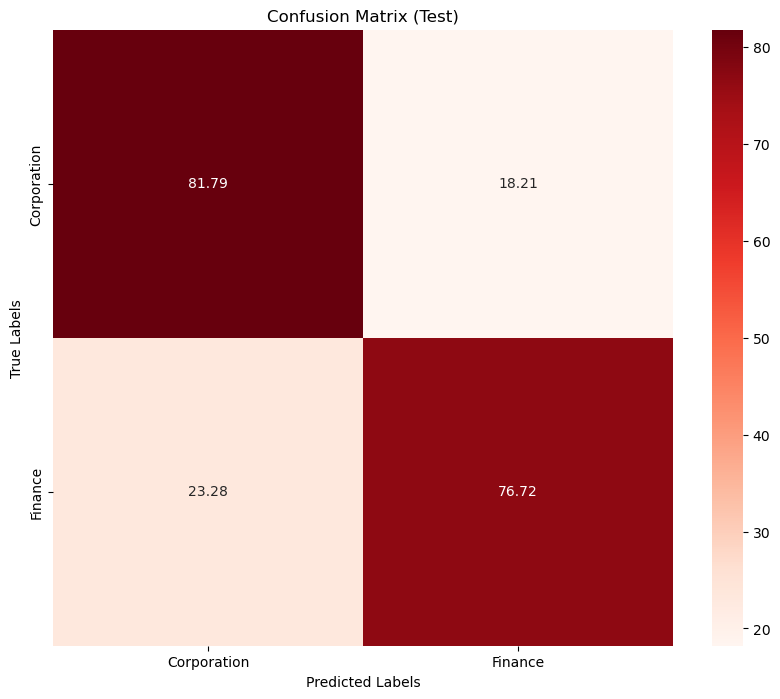 Confusion Matrix (Test)
True Labels
Corporation
Finance
81.79
18.21
23.28
76.72
Corporation
Finance
Predicted Labels
80
70
60
50
40
30
20